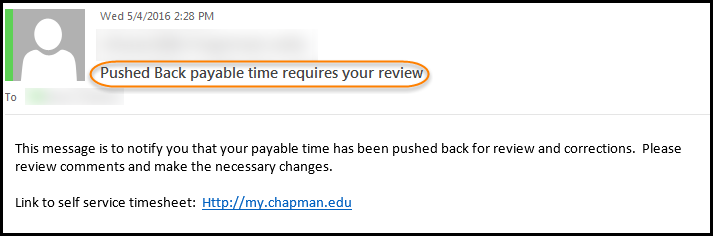 Wed 5/4/2016 2:28 PM
Pushed Back payable time requires your review
To
This message is to notify you that your payable time has been pushed back for review and corrections.  Please
review comments and make the necessary changes.
Link to self service timesheet:  Http://my.chapman.edu